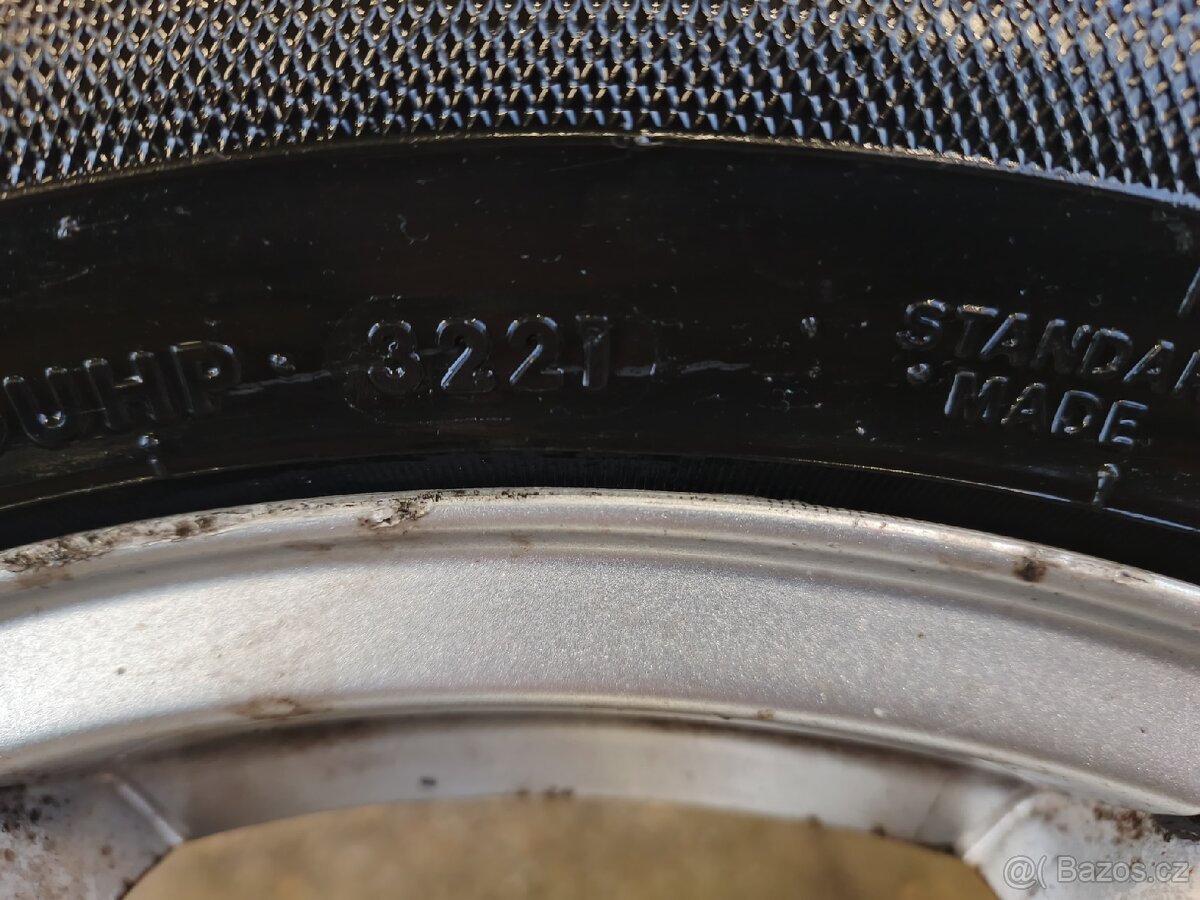 UHP 3221
STANDA
MADE
@( Bazos.cz